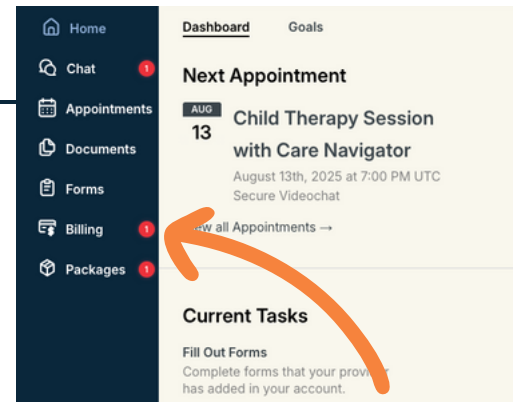 Home
Chat 1
Appointments
Documents
Forms
Billing 1
Packages 1
Dashboard Goals
Next Appointment
AUG
13
Child Therapy Session
with Care Navigator
August 13th, 2025 at 7:00 PM UTC
Secure Videochat
all Appointments →
Current Tasks
Fill Out Forms
Complete forms that your provider
has added in your account.